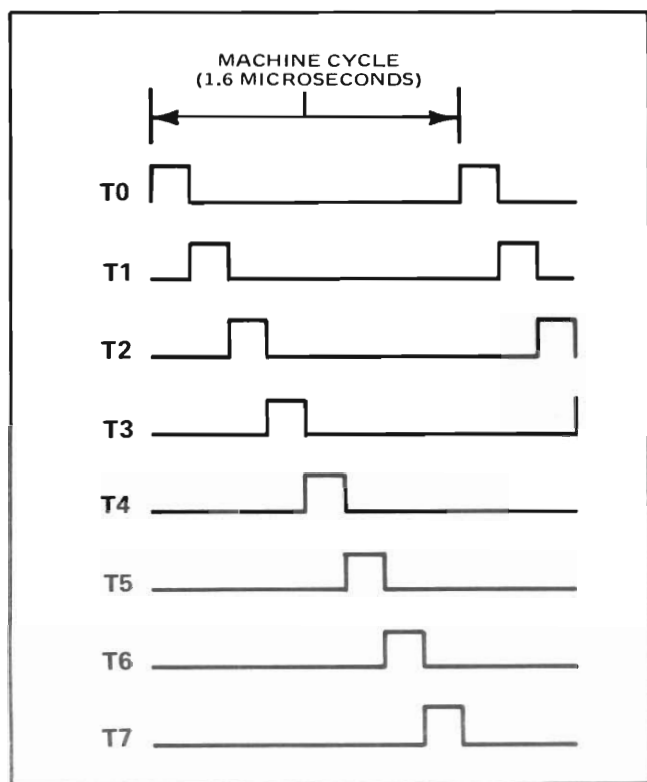 MACHINE CYCLE
(1.6 MICROSECONDS)
T0
T1
T2
T3
T4
T5
T6
T7